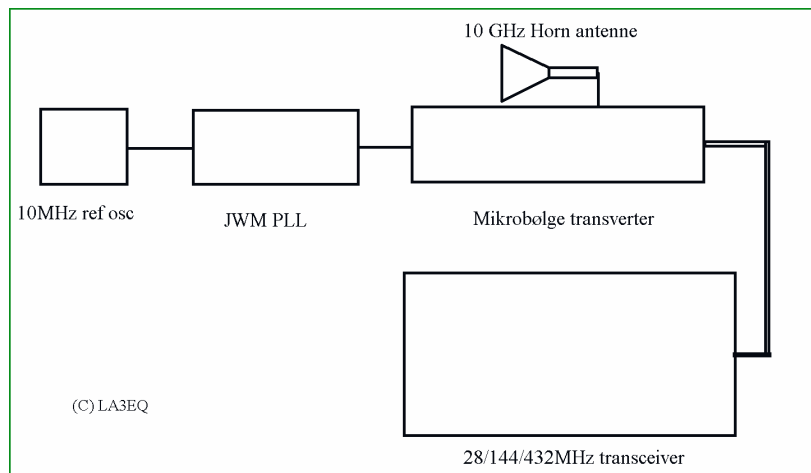 10 GHz Horn antenne
10MHz ref osc
JWM PLL
Mikrobølge transverter
(C) LA3EQ
28/144/432MHz transceiver